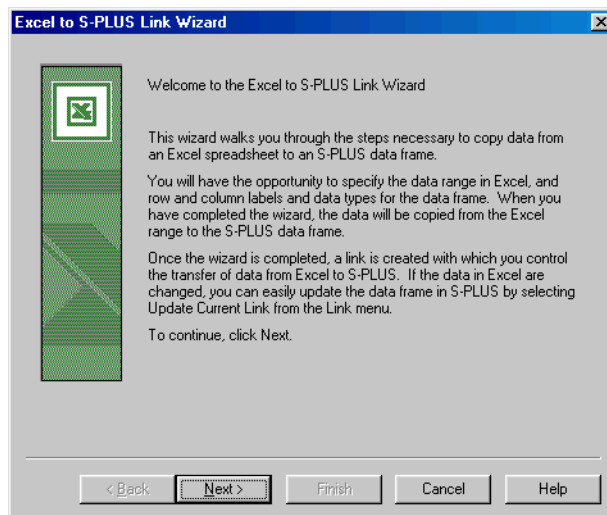 Excel to S-PLUS Link Wizard
Welcome to the Excel to S-PLUS Link Wizard
This wizard walks you through the steps necessary to copy data from
an Excel spreadsheet to an S-PLUS data frame.
You will have the opportunity to specify the data range in Excel, and
row and column labels and data types for the data frame.  When you
have completed the wizard, the data will be copied from the Excel
range to the S-PLUS data frame.
Once the wizard is completed, a link is created with which you control
the transfer of data from Excel to S-PLUS.  If the data in Excel are
changed, you can easily update the data frame in S-PLUS by selecting
Update Current Link from the Link menu.
To continue, click Next.
< Back Next > Finish Cancel Help